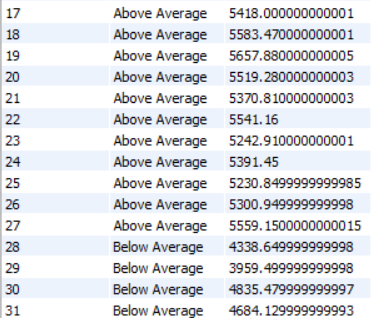 17 Above Average 5418.000000000001
18 Above Average 5583.470000000001
19 Above Average 5657.880000000005
20 Above Average 5519.280000000003
21 Above Average 5370.810000000003
22 Above Average 5541.16
23 Above Average 5242.910000000001
24 Above Average 5391.45
25 Above Average 5230.8499999999985
26 Above Average 5300.949999999998
27 Above Average 5559.1500000000015
28 Below Average 4338.649999999998
29 Below Average 3959.499999999998
30 Below Average 4835.479999999997
31 Below Average 4684.129999999993